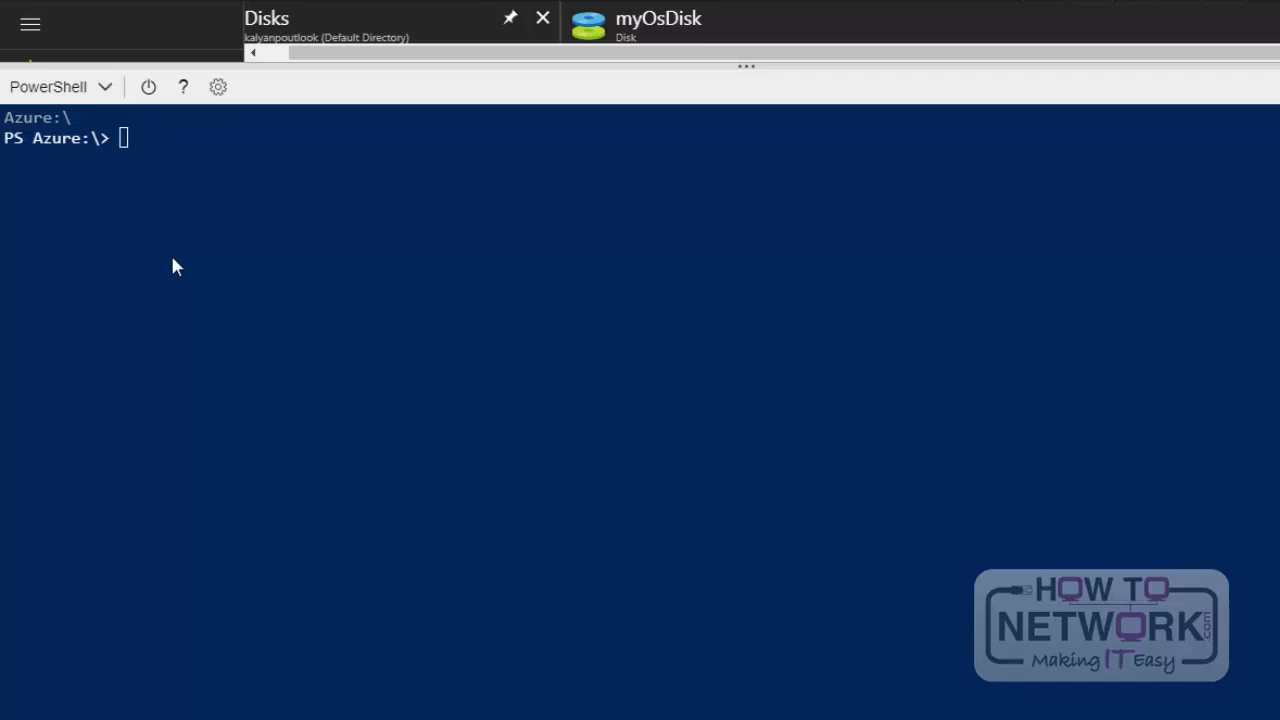 Disks
kalyanpoutlook (Default Directory)
myOsDisk
Disk
PowerShell
?
Azure:\
PS Azure:\>
HOW TO
NETWORK.com
Making IT Easy